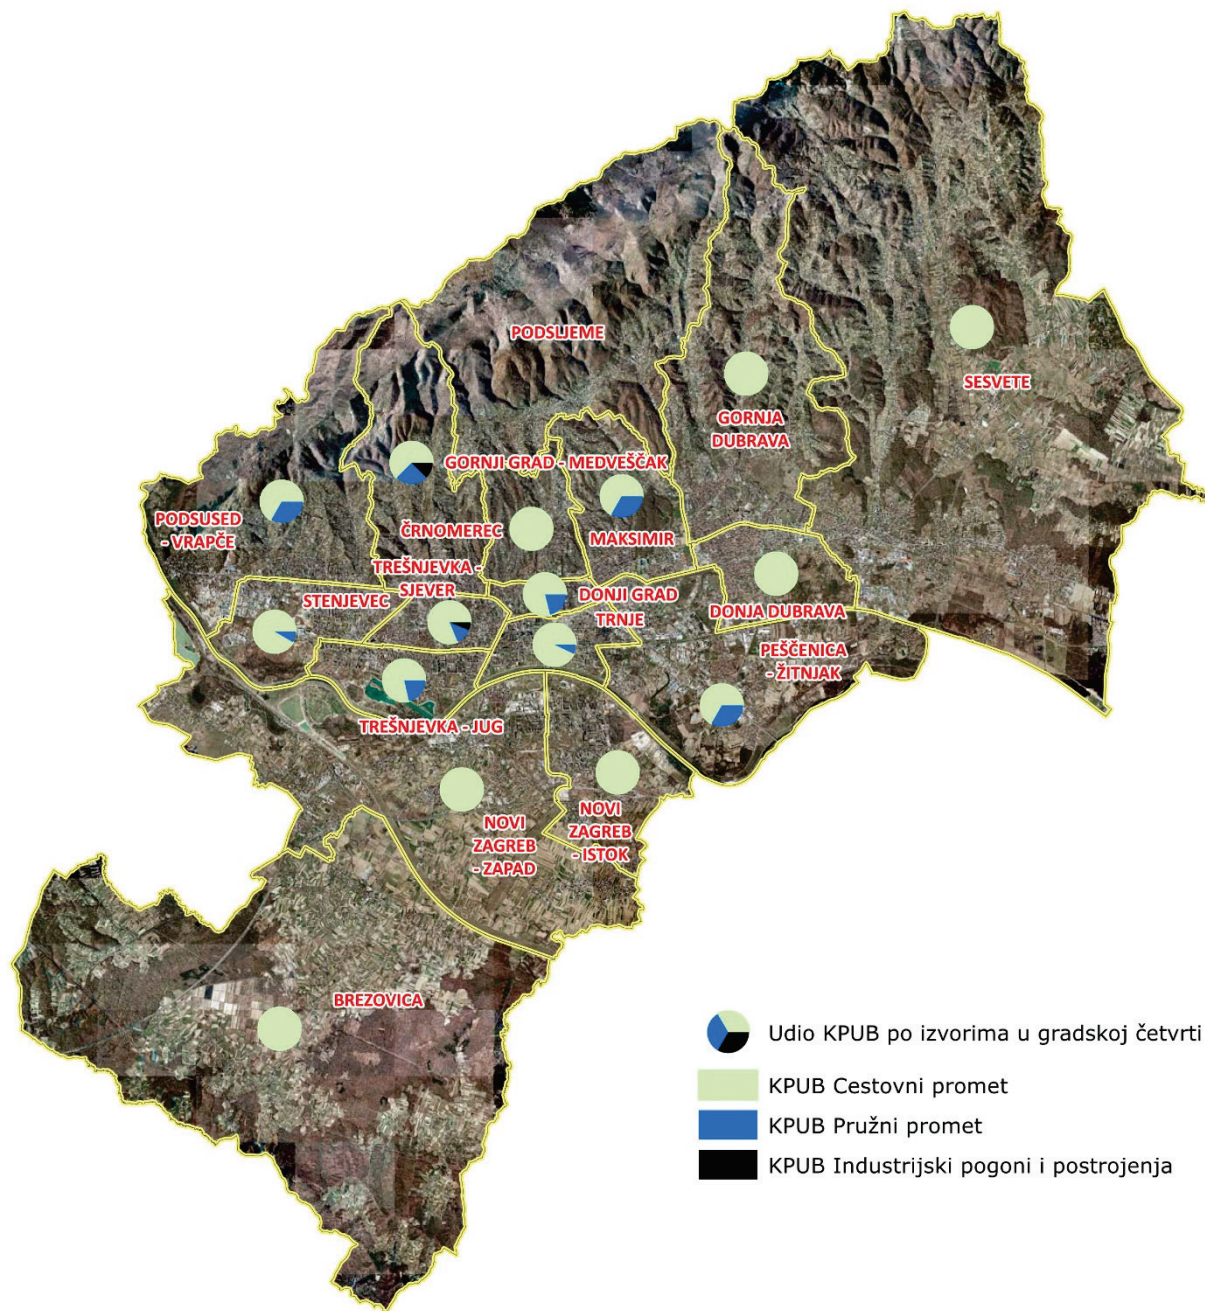 PODSLJEME
SESVETE
GORNJA
DUBRAVA
GORNJI GRAD - MEDVEŠČAK
PODSUSED
- VRAPČE
ČRNOMEREC
MAKSIMIR
TREŠNJEVKA -
SJEVER
STENJEVEC
DONJI GRAD
TRNJE
DONJA DUBRAVA
PEŠČENICA
- ŽITNJAK
TREŠNJEVKA - JUG
NOVI
ZAGREB
- ZAPAD
NOVI
ZAGREB
- ISTOK
BREZOVICA
Udio KPUB po izvorima u gradskoj četvrti
KPUB Cestovni promet
KPUB Pružni promet
KPUB Industrijski pogoni i postrojenja